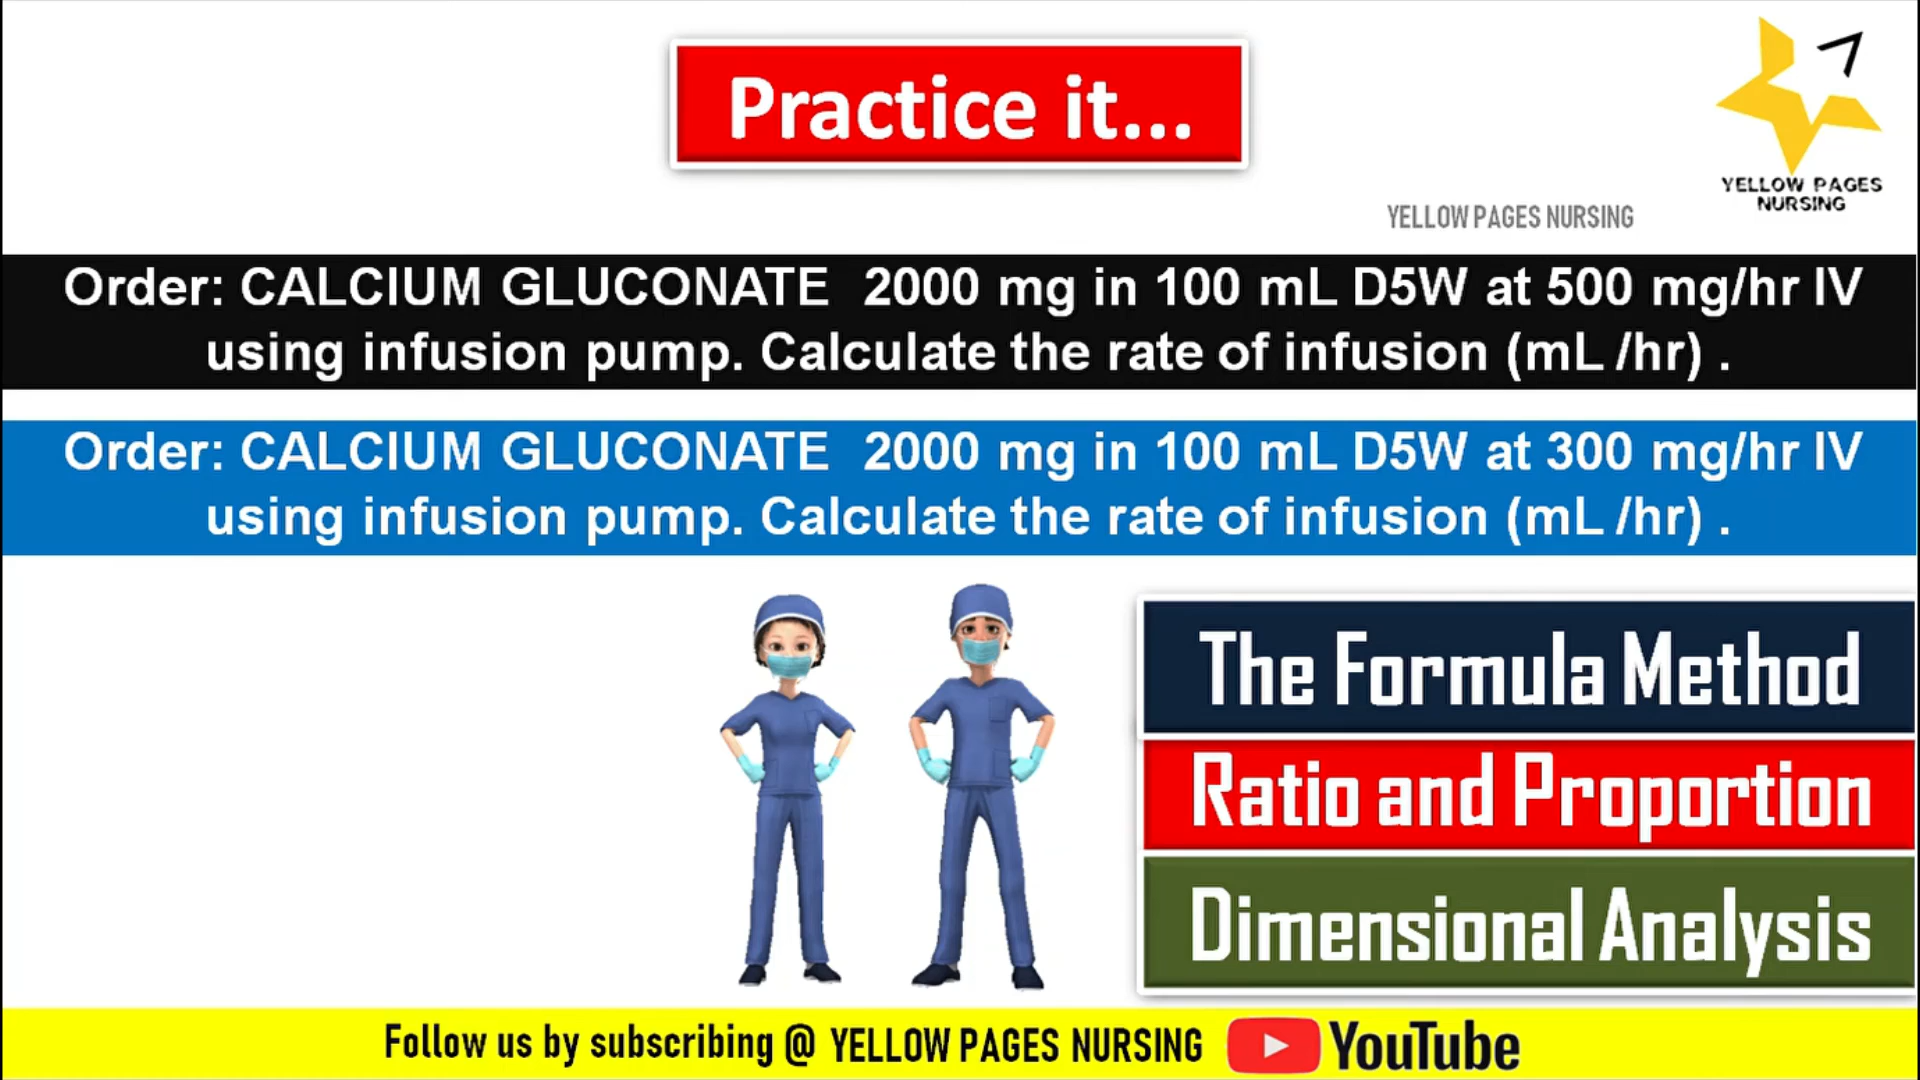 Practice it...
YELLOW PAGES
NURSING
YELLOW PAGES NURSING
Order: CALCIUM GLUCONATE 2000 mg in 100 mL D5W at 500 mg/hr IV
using infusion pump. Calculate the rate of infusion (mL /hr) .
Order: CALCIUM GLUCONATE 2000 mg in 100 mL D5W at 300 mg/hr IV
using infusion pump. Calculate the rate of infusion (mL /hr) .
The Formula Method
Ratio and Proportion
Dimensional Analysis
Follow us by subscribing @ YELLOW PAGES NURSING YouTube